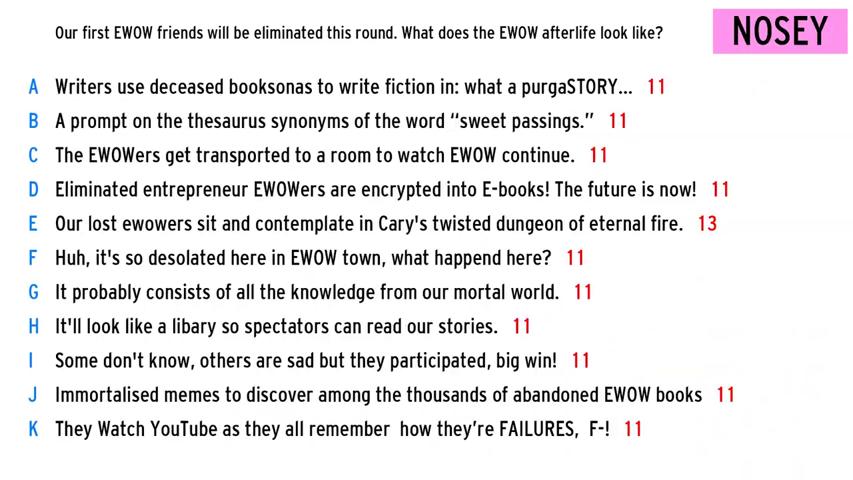 Our first EWOW friends will be eliminated this round. What does the EWOW afterlife look like?
NOSEY
A Writers use deceased booksonas to write fiction in: what a purgaSTORY... 11
B A prompt on the thesaurus synonyms of the word “sweet passings.” 11
C The EWOWers get transported to a room to watch EWOW continue. 11
D Eliminated entrepreneur EWOWers are encrypted into E-books! The future is now! 11
E Our lost ewowers sit and contemplate in Cary's twisted dungeon of eternal fire. 13
F Huh, it's so desolated here in EWOW town, what happend here? 11
G It probably consists of all the knowledge from our mortal world. 11
H It'll look like a libary so spectators can read our stories. 11
I Some don't know, others are sad but they participated, big win! 11
J Immortalised memes to discover among the thousands of abandoned EWOW books 11
K They Watch YouTube as they all remember how they’re FAILURES, F-! 11